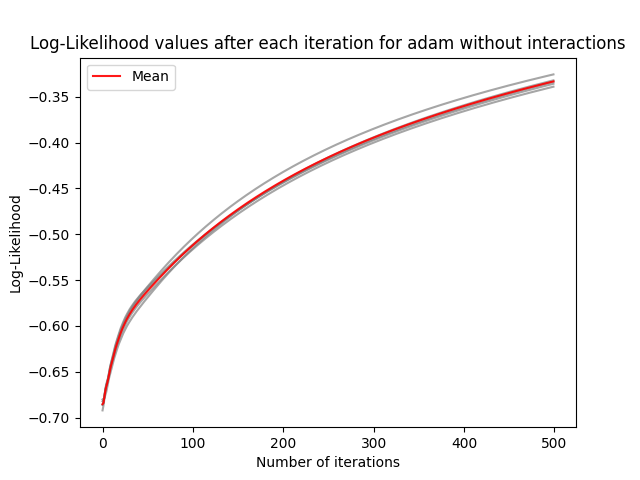 Log-Likelihood values after each iteration for adam without interactions
Mean
Log-Likelihood
−0.35
−0.40
−0.45
−0.50
−0.55
−0.60
−0.65
−0.70
0 100 200 300 400 500
Number of iterations